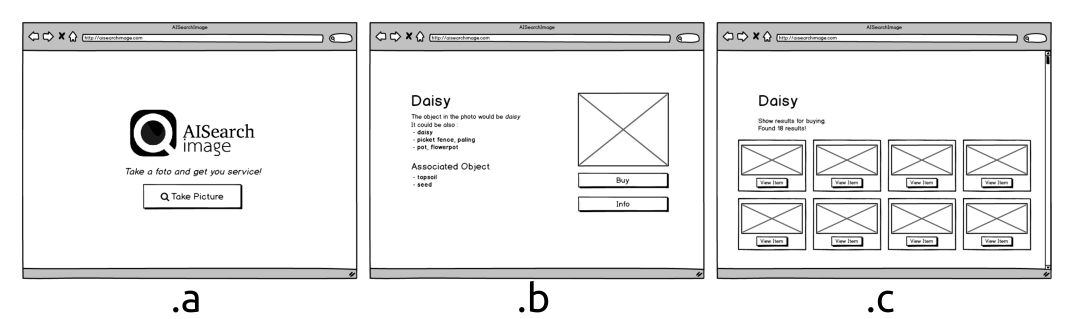 AISearchImage
http://aisearchimage.com
AISearch
image
Take a foto and get you service!
Take Picture
.a
AISearchImage
http://aisearchimage.com
Daisy
The object in the photo would be daisy
It could be also :
- daisy
- picket fence, paling
- pot, flowerpot
Associated Object
- topsoil
- seed
Buy
Info
.b
AISearchImage
http://aisearchimage.com
Daisy
Show results for buying.
Found 18 results!
View Item View Item View Item View Item
View Item View Item View Item View Item
.c